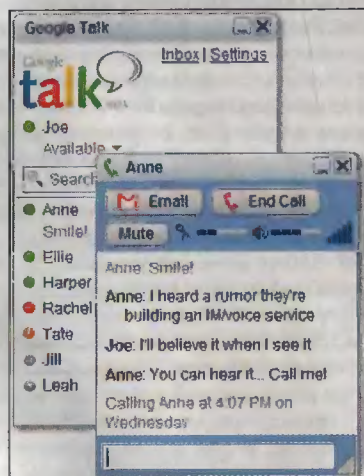 Google Talk
Inbox | Settings
Google
talk
Joe
Available
Search
Anne
Smile!
Ellie
Harper
Rachel
Tate
Jill
Leah
Anne
Email
End Call
Mute
Anne: Smile!
Anne: I heard a rumor they're
building an IM/voice service
Joe: I'll believe it when I see it
Anne: You can hear it... Call me!
Calling Anne at 4:07 PM on
Wednesday